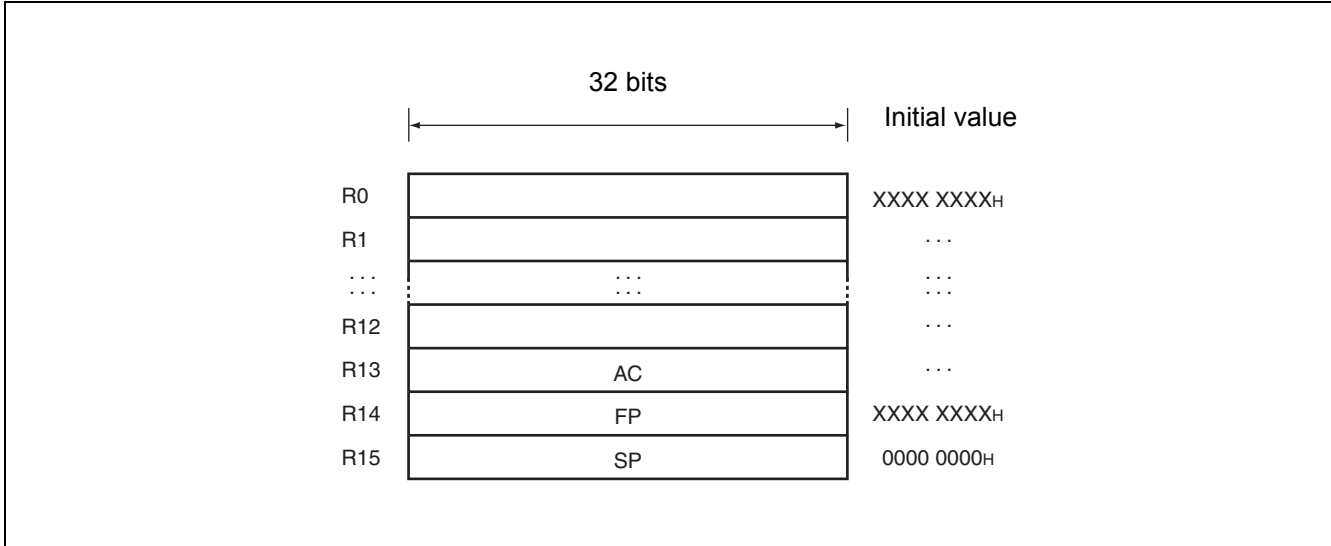 32 bits
Initial value
R0 XXXX XXXXH
R1 ...
... ... ...
... ... ...
R12 ...
R13 AC ...
R14 FP XXXX XXXXH
R15 SP 0000 0000H